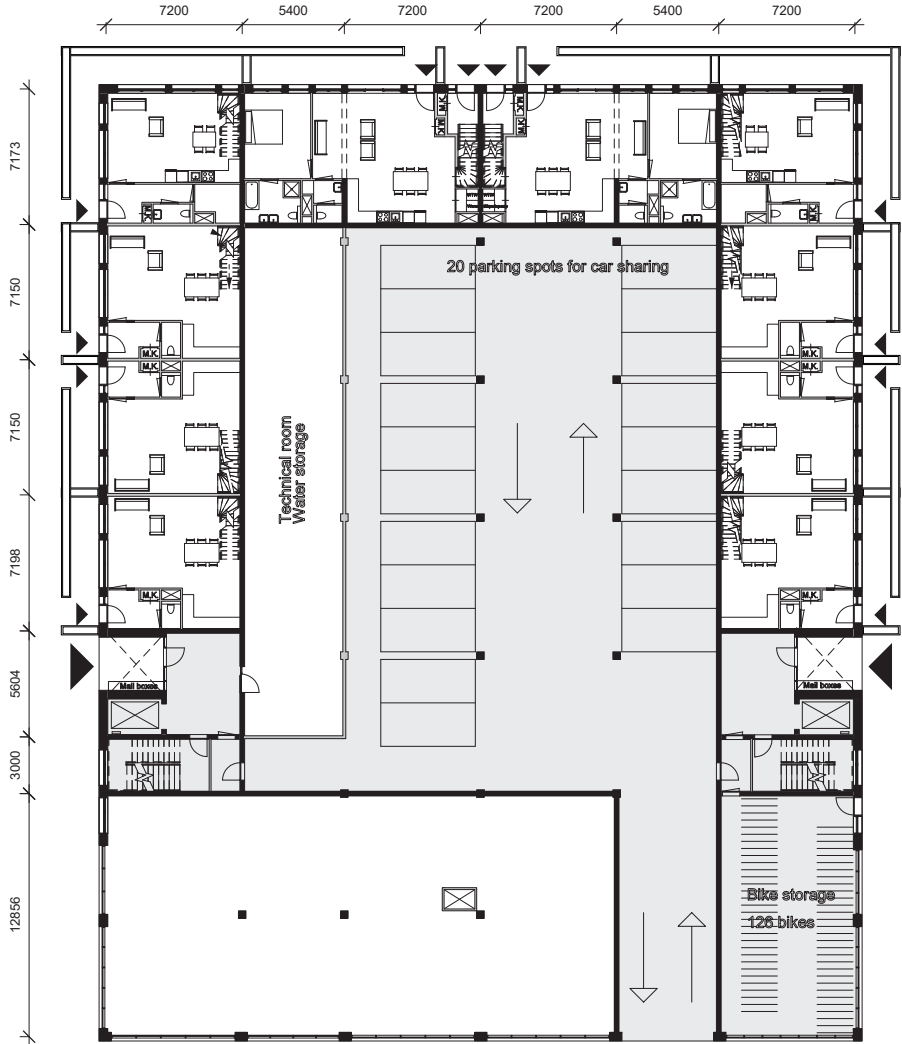 7200 5400 7200 7200 5400 7200
7173
7150
7150
7198
5604
3000
12856
M.K.
M.K.
M.K.
M.K.
M.K.
M.K.
20 parking spots for car sharing
M.K.
M.K.
M.K.
M.K.
Technical room
Water storage
M.K.
M.K.
Mail boxes
Mail boxes
Bike storage
126 bikes